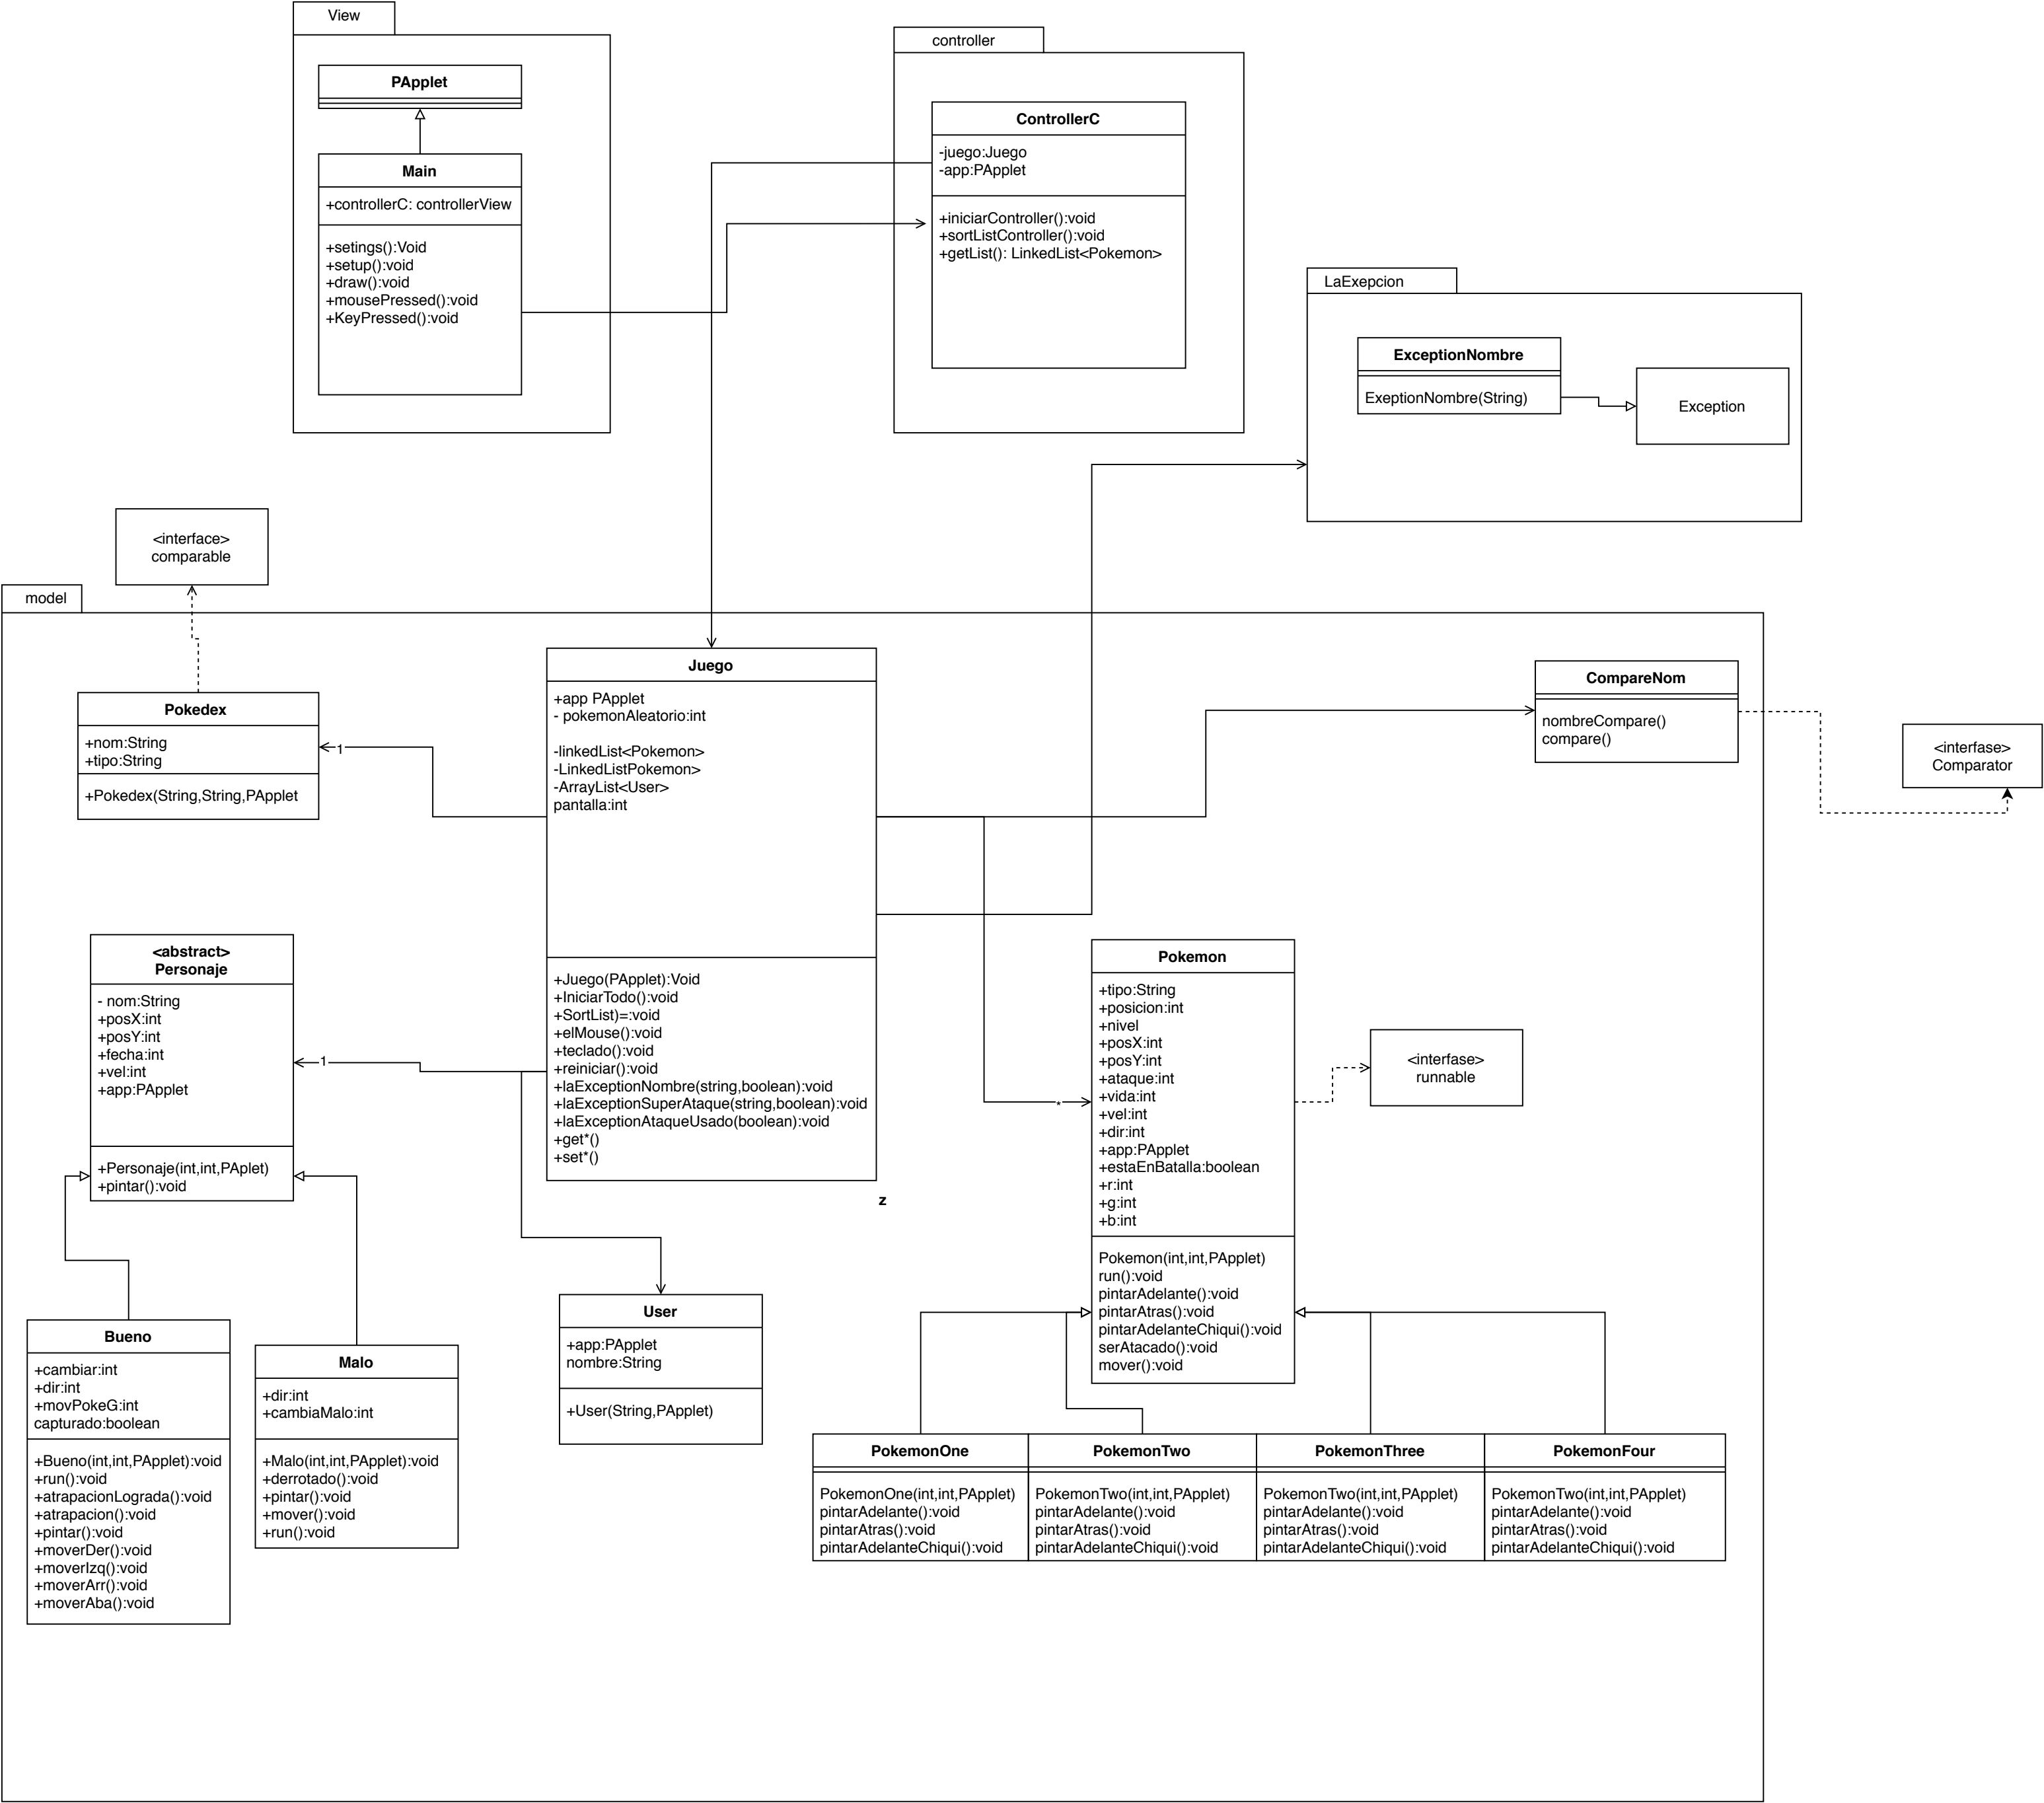 View
PApplet
Main
+controllerC: controllerView
+setings():Void
+setup():void
+draw():void
+mousePressed():void
+KeyPressed():void
controller
ControllerC
-juego:Juego
-app:PApplet
+iniciarController():void
+sortListController():void
+getList(): LinkedList<Pokemon>
LaExepcion
ExceptionNombre
ExeptionNombre(String)
Exception
<interface>
comparable
model
Pokedex
+nom:String
+tipo:String
+Pokedex(String,String,PApplet
1
Juego
+app PApplet
- pokemonAleatorio:int
-linkedList<Pokemon>
-LinkedListPokemon>
-ArrayList<User>
pantalla:int
+Juego(PApplet):Void
+IniciarTodo():void
+SortList)=:void
+elMouse():void
+teclado():void
+reiniciar():void
+laExceptionNombre(string,boolean):void
+laExceptionSuperAtaque(string,boolean):void
+laExceptionAtaqueUsado(boolean):void
+get*()
+set*()
z
CompareNom
nombreCompare()
compare()
<interfase>
Comparator
<abstract>
Personaje
- nom:String
+posX:int
+posY:int
+fecha:int
+vel:int
+app:PApplet
+Personaje(int,int,PAplet)
+pintar():void
1
*
Pokemon
+tipo:String
+posicion:int
+nivel
+posX:int
+posY:int
+ataque:int
+vida:int
+vel:int
+dir:int
+app:PApplet
+estaEnBatalla:boolean
+r:int
+g:int
+b:int
Pokemon(int,int,PApplet)
run():void
pintarAdelante():void
pintarAtras():void
pintarAdelanteChiqui():void
serAtacado():void
mover():void
<interfase>
runnable
Bueno
+cambiar:int
+dir:int
+movPokeG:int
capturado:boolean
+Bueno(int,int,PApplet):void
+run():void
+atrapacionLograda():void
+atrapacion():void
+pintar():void
+moverDer():void
+moverIzq():void
+moverArr():void
+moverAba():void
Malo
+dir:int
+cambiaMalo:int
+Malo(int,int,PApplet):void
+derrotado():void
+pintar():void
+mover():void
+run():void
User
+app:PApplet
nombre:String
+User(String,PApplet)
PokemonOne
PokemonOne(int,int,PApplet)
pintarAdelante():void
pintarAtras():void
pintarAdelanteChiqui():void
PokemonTwo
PokemonTwo(int,int,PApplet)
pintarAdelante():void
pintarAtras():void
pintarAdelanteChiqui():void
PokemonThree
PokemonTwo(int,int,PApplet)
pintarAdelante():void
pintarAtras():void
pintarAdelanteChiqui():void
PokemonFour
PokemonTwo(int,int,PApplet)
pintarAdelante():void
pintarAtras():void
pintarAdelanteChiqui():void